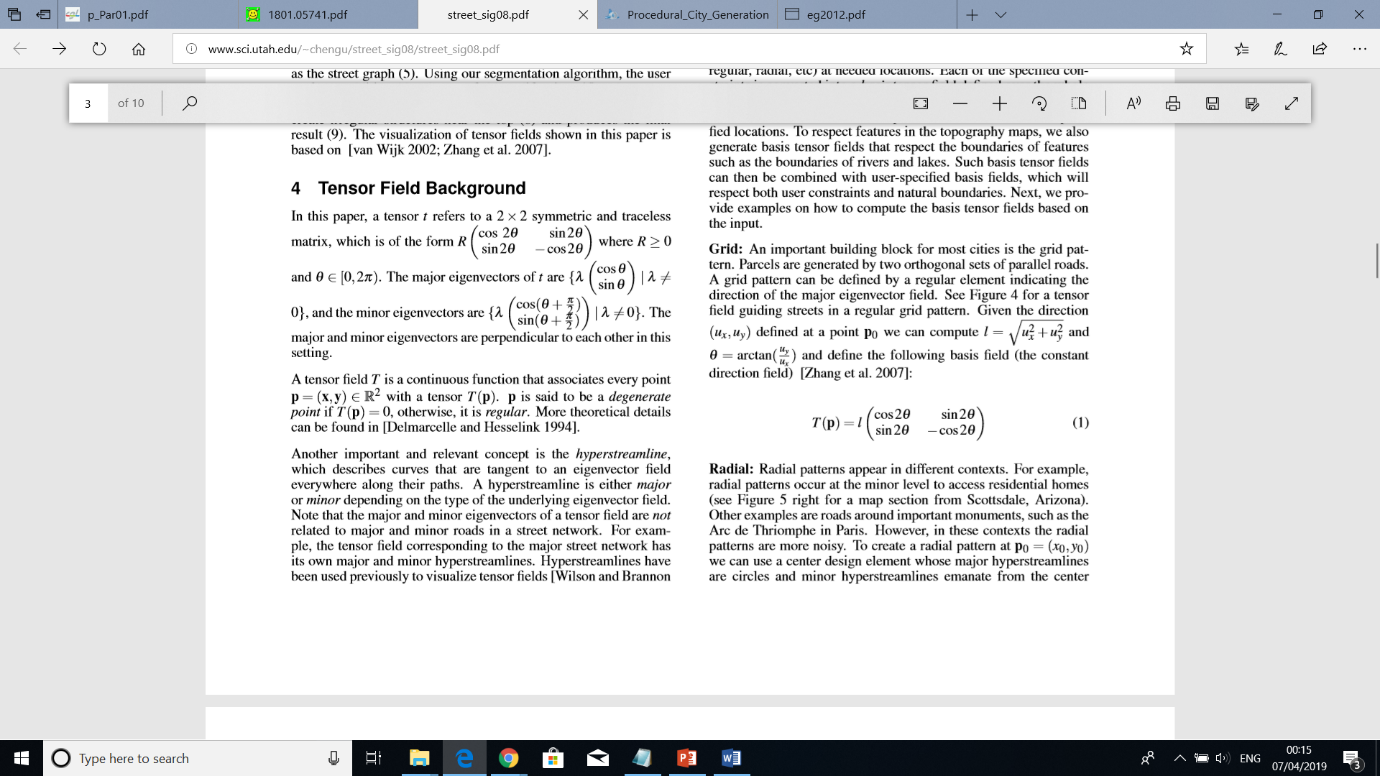 p_Par01.pdf
1801.05741.pdf
street_sig08.pdf
Procedural_City_Generation
eg2012.pdf
www.sci.utah.edu/~chengu/street_sig08/street_sig08.pdf
3 of 10
as the street graph (5). Using our segmentation algorithm, the user
result (9). The visualization of tensor fields shown in this paper is
based on [van Wijk 2002; Zhang et al. 2007].
4 Tensor Field Background
In this paper, a tensor t refers to a 2 × 2 symmetric and traceless
matrix, which is of the form R ( cos 2θ sin 2θ ; sin 2θ − cos 2θ ) where R ≥ 0
and θ ∈ [0, 2π). The major eigenvectors of t are {λ ( cos θ ; sin θ ) | λ ≠
0}, and the minor eigenvectors are {λ ( cos(θ + π/2) ; sin(θ + π/2) ) | λ ≠ 0}. The
major and minor eigenvectors are perpendicular to each other in this
setting.
A tensor field T is a continuous function that associates every point
p = (x, y) ∈ R² with a tensor T(p). p is said to be a degenerate
point if T(p) = 0, otherwise, it is regular. More theoretical details
can be found in [Delmarcelle and Hesselink 1994].
Another important and relevant concept is the hyperstreamline,
which describes curves that are tangent to an eigenvector field
everywhere along their paths. A hyperstreamline is either major
or minor depending on the type of the underlying eigenvector field.
Note that the major and minor eigenvectors of a tensor field are not
related to major and minor roads in a street network. For exam-
ple, the tensor field corresponding to the major street network has
its own major and minor hyperstreamlines. Hyperstreamlines have
been used previously to visualize tensor fields [Wilson and Brannon
regular, radial, etc) at needed locations. Each of the specified con-
fied locations. To respect features in the topography maps, we also
generate basis tensor fields that respect the boundaries of features
such as the boundaries of rivers and lakes. Such basis tensor fields
can then be combined with user-specified basis fields, which will
respect both user constraints and natural boundaries. Next, we pro-
vide examples on how to compute the basis tensor fields based on
the input.
Grid: An important building block for most cities is the grid pat-
tern. Parcels are generated by two orthogonal sets of parallel roads.
A grid pattern can be defined by a regular element indicating the
direction of the major eigenvector field. See Figure 4 for a tensor
field guiding streets in a regular grid pattern. Given the direction
(uₓ, u_y) defined at a point p₀ we can compute l = √(uₓ² + u_y²) and
θ = arctan(u_y/uₓ) and define the following basis field (the constant
direction field) [Zhang et al. 2007]:
T(p) = l ( cos 2θ sin 2θ ; sin 2θ − cos 2θ ) (1)
Radial: Radial patterns appear in different contexts. For example,
radial patterns occur at the minor level to access residential homes
(see Figure 5 right for a map section from Scottsdale, Arizona).
Other examples are roads around important monuments, such as the
Arc de Thriomphe in Paris. However, in these contexts the radial
patterns are more noisy. To create a radial pattern at p₀ = (x₀, y₀)
we can use a center design element whose major hyperstreamlines
are circles and minor hyperstreamlines emanate from the center
Type here to search
ENG
00:15
07/04/2019
3